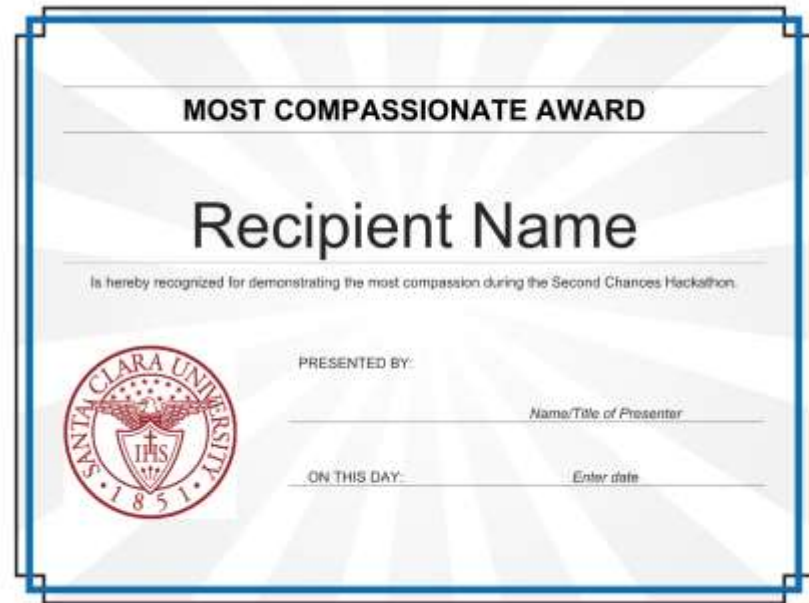 MOST COMPASSIONATE AWARD
Recipient Name
Is hereby recognized for demonstrating the most compassion during the Second Chances Hackathon.
SANTA CLARA UNIVERSITY
IHS
· 1851 ·
PRESENTED BY:
Name/Title of Presenter
ON THIS DAY: Enter date